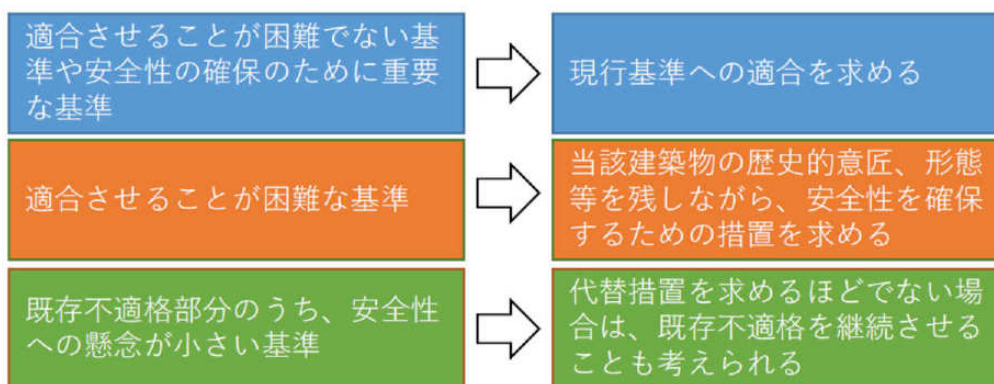 適合させることが困難でない基
準や安全性の確保のために重要
な基準
現行基準への適合を求める
適合させることが困難な基準
当該建築物の歴史的意匠、形態
等を残しながら、安全性を確保
するための措置を求める
既存不適格部分のうち、安全性
への懸念が小さい基準
代替措置を求めるほどでない場
合は、既存不適格を継続させる
ことも考えられる